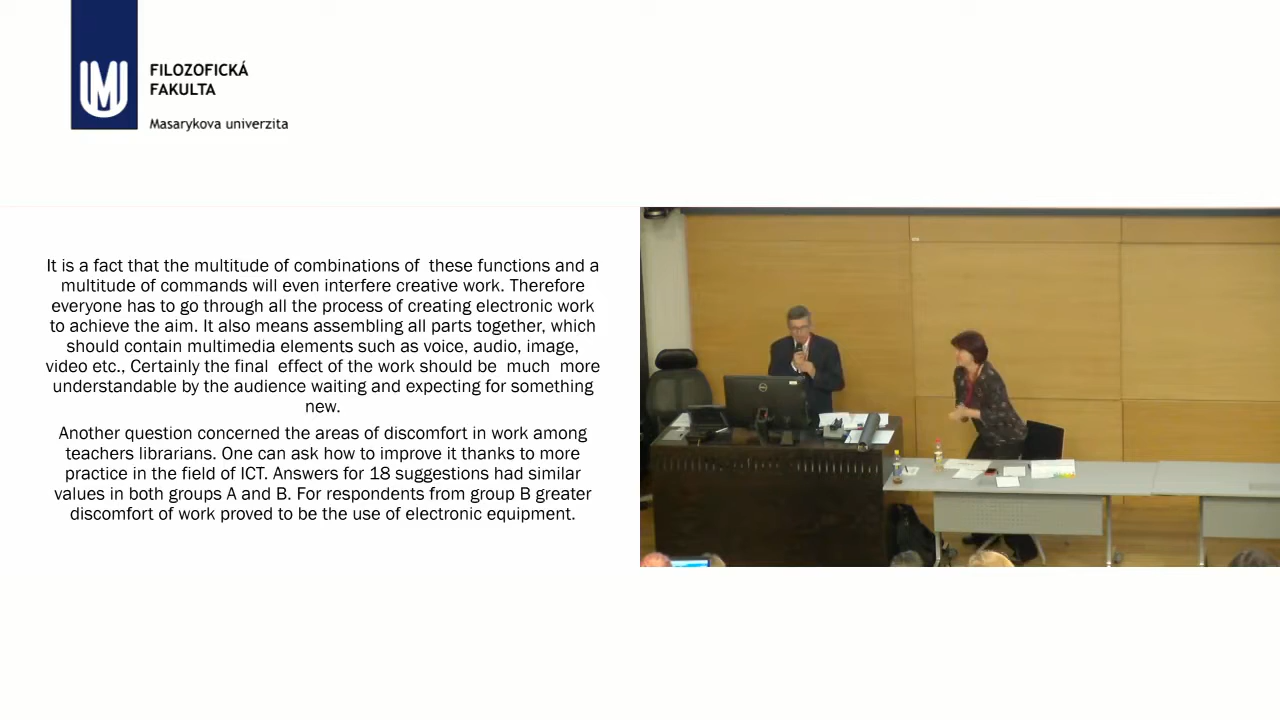 FILOZOFICKÁ
FAKULTA
Masarykova univerzita
It is a fact that the multitude of combinations of  these functions and a
multitude of commands will even interfere creative work. Therefore
everyone has to go through all the process of creating electronic work
to achieve the aim. It also means assembling all parts together, which
should contain multimedia elements such as voice, audio, image,
video etc., Certainly the final  effect of the work should be  much  more
understandable by the audience waiting and expecting for something
new.
Another question concerned the areas of discomfort in work among
teachers librarians. One can ask how to improve it thanks to more
practice in the field of ICT. Answers for 18 suggestions had similar
values in both groups A and B. For respondents from group B greater
discomfort of work proved to be the use of electronic equipment.